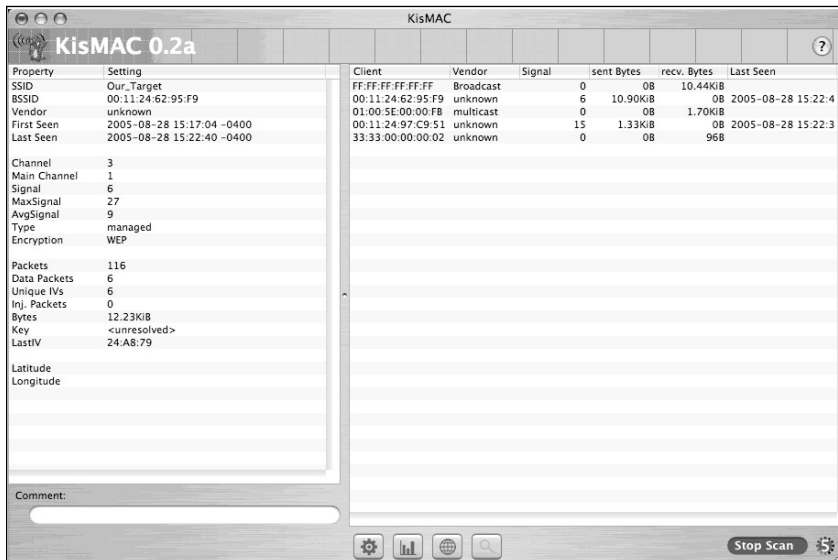 KisMAC
KisMAC 0.2a
?
Property Setting
SSID Our_Target
BSSID 00:11:24:62:95:F9
Vendor unknown
First Seen 2005-08-28 15:17:04 -0400
Last Seen 2005-08-28 15:22:40 -0400
Channel 3
Main Channel 1
Signal 6
MaxSignal 27
AvgSignal 9
Type managed
Encryption WEP
Packets 116
Data Packets 6
Unique IVs 6
Inj. Packets 0
Bytes 12.23KiB
Key <unresolved>
LastIV 24:A8:79
Latitude
Longitude
Comment:
Client Vendor Signal sent Bytes recv. Bytes Last Seen
FF:FF:FF:FF:FF:FF Broadcast 0 0B 10.44KiB
00:11:24:62:95:F9 unknown 6 10.90KiB 0B 2005-08-28 15:22:4
01:00:5E:00:00:FB multicast 0 0B 1.70KiB
00:11:24:97:C9:51 unknown 15 1.33KiB 0B 2005-08-28 15:22:3
33:33:00:00:00:02 unknown 0 0B 96B
Stop Scan
5